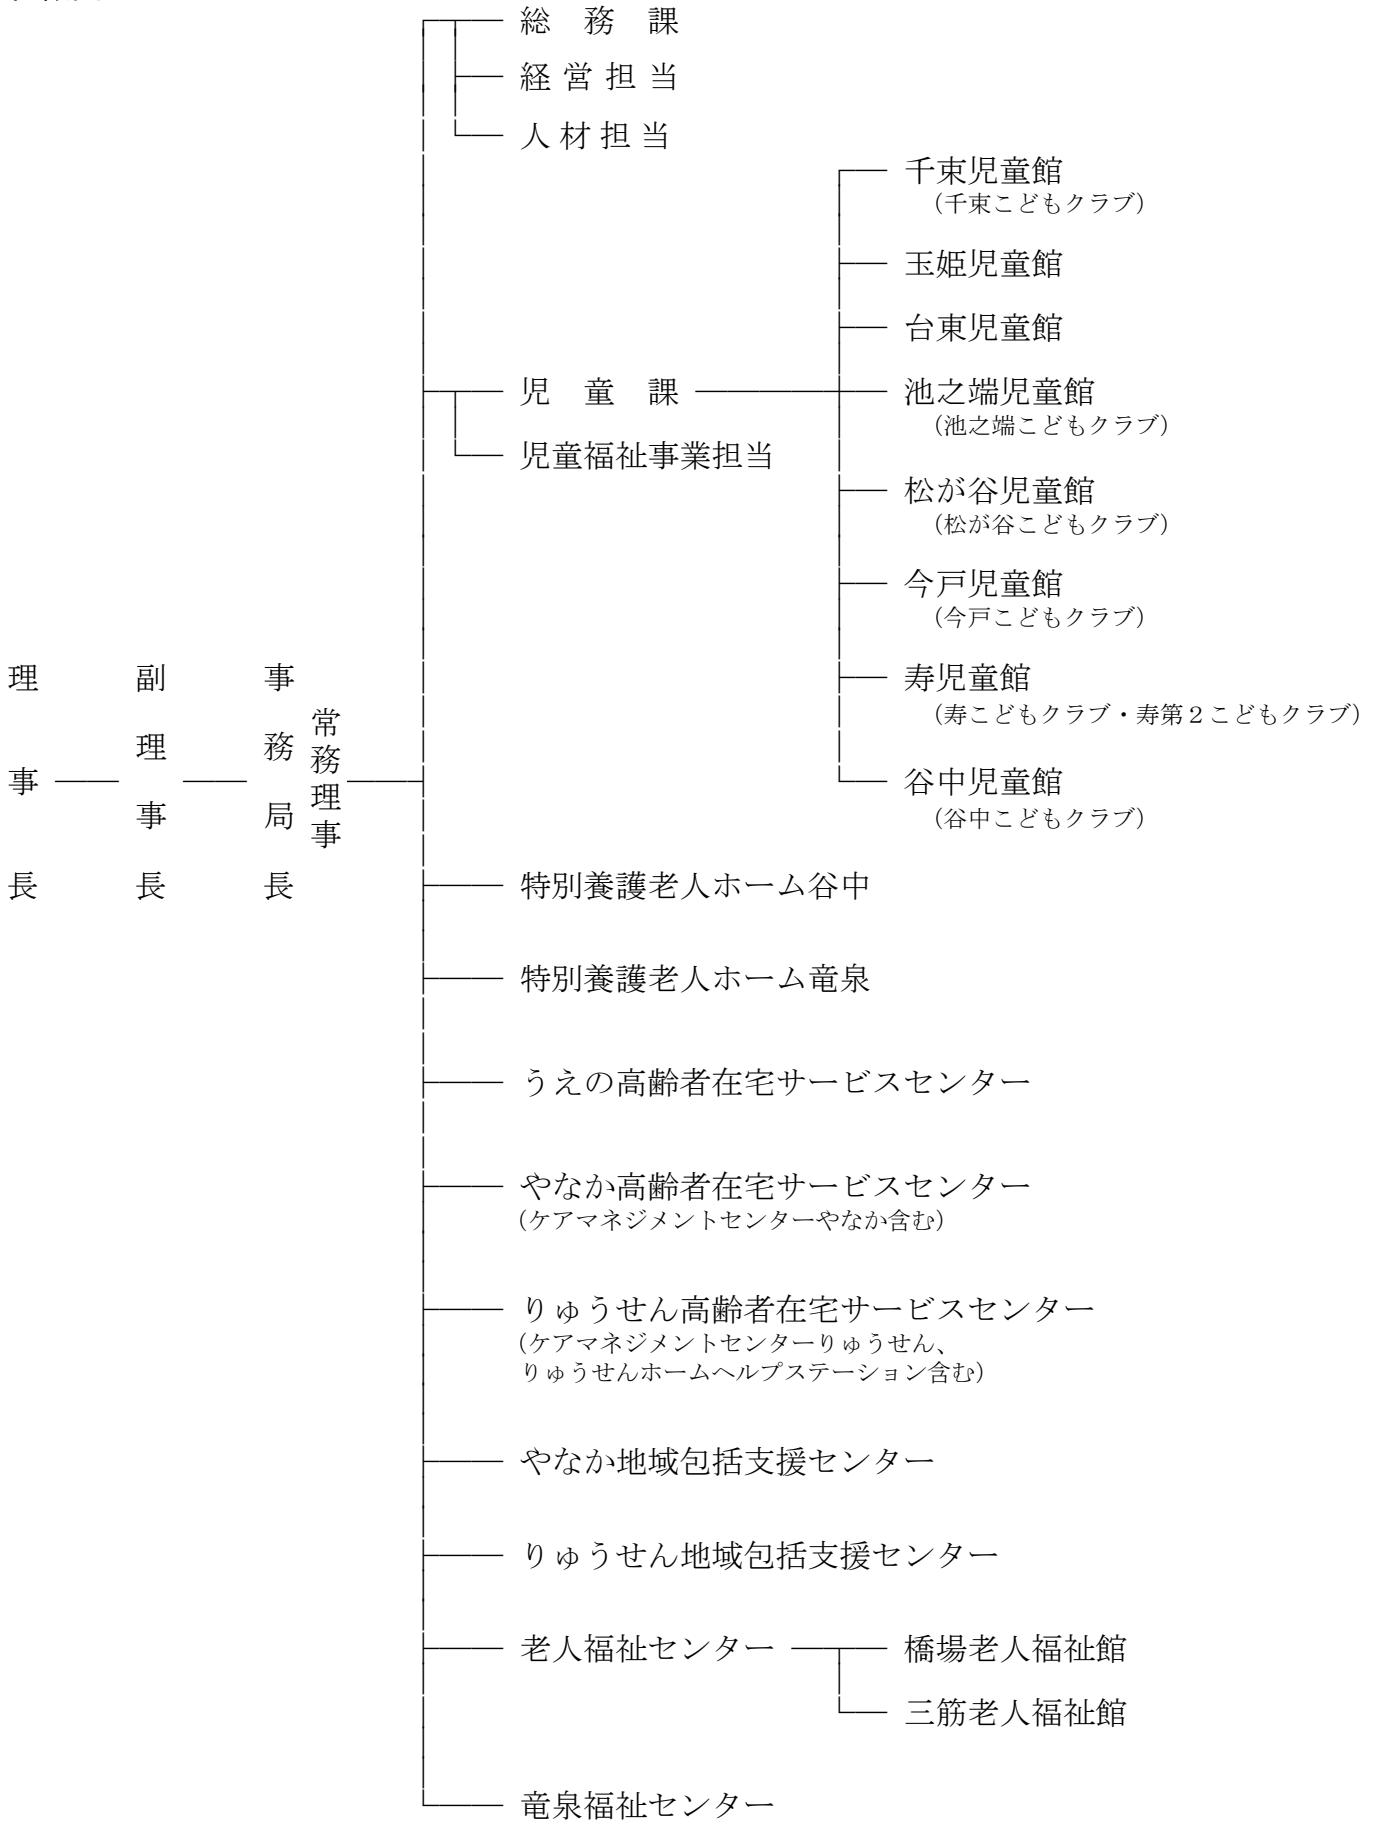 総務課
経営担当
人材担当
千束児童館
（千束こどもクラブ）
玉姫児童館
台東児童館
児童課
池之端児童館
（池之端こどもクラブ）
児童福祉事業担当
松が谷児童館
（松が谷こどもクラブ）
今戸児童館
（今戸こどもクラブ）
寿児童館
（寿こどもクラブ・寿第２こどもクラブ）
谷中児童館
（谷中こどもクラブ）
理事長
副理事長
事務局長
常務理事
特別養護老人ホーム谷中
特別養護老人ホーム竜泉
うえの高齢者在宅サービスセンター
やなか高齢者在宅サービスセンター
（ケアマネジメントセンターやなか含む）
りゅうせん高齢者在宅サービスセンター
（ケアマネジメントセンターりゅうせん、
りゅうせんホームヘルプステーション含む）
やなか地域包括支援センター
りゅうせん地域包括支援センター
老人福祉センター
橋場老人福祉館
三筋老人福祉館
竜泉福祉センター